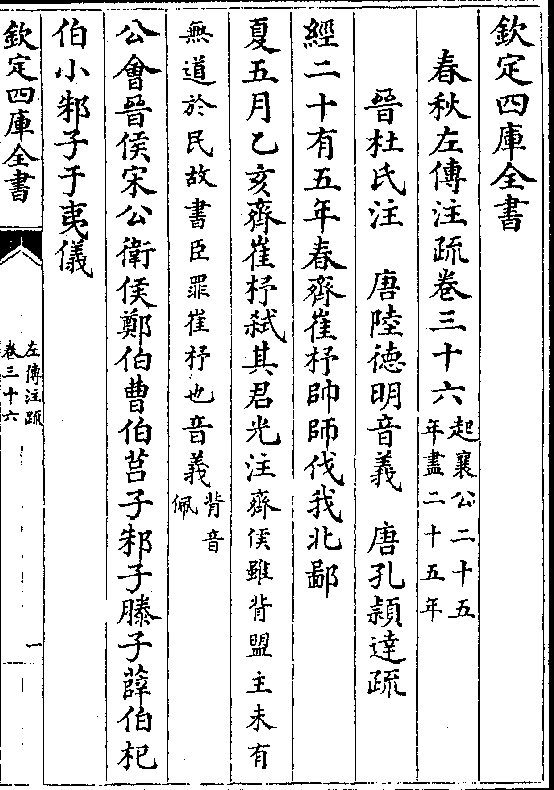 欽定四庫全書
春秋左傳注疏卷三十六起襄公二十五年盡二十五年
晉杜氏注　唐陸德明音義　唐孔頴達疏
經二十有五年春齊崔杼帥師伐我北鄙
夏五月乙亥齊崔杼弑其君光注齊侯雖背盟主未有
無道於民故書臣罪崔杼也音義背音佩
公會晉侯宋公衛侯鄭伯曹伯莒子邾子滕子薛伯杞
伯小邾子于夷儀
欽定四庫全書
左傳注疏
卷三十六
一